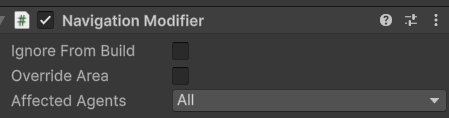 # Navigation Modifier
Ignore From Build
Override Area
Affected Agents All